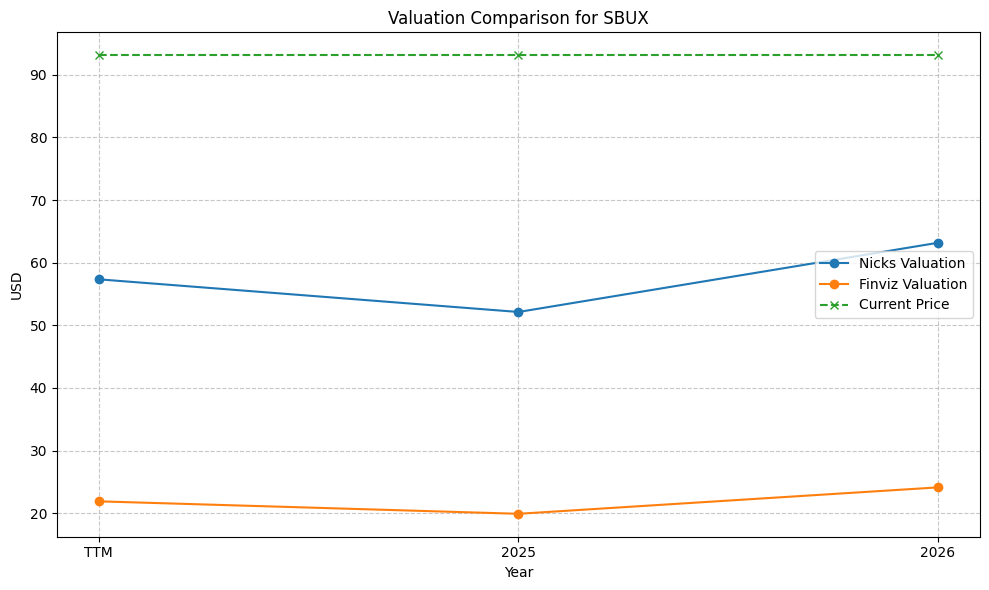 Valuation Comparison for SBUX
USD
90
80
70
60
50
40
30
20
Nicks Valuation
Finviz Valuation
Current Price
TTM
2025
2026
Year